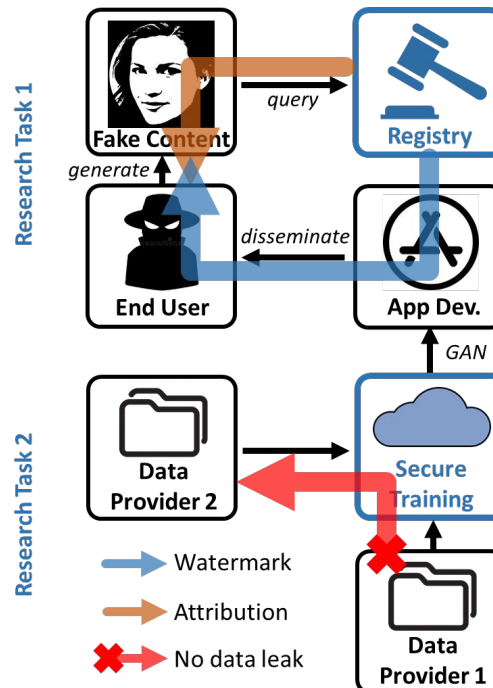 Research Task 1
Fake Content
query
Registry
generate
disseminate
End User
App Dev.
GAN
Research Task 2
Data
Provider 2
Secure
Training
Watermark
Attribution
No data leak
Data
Provider 1